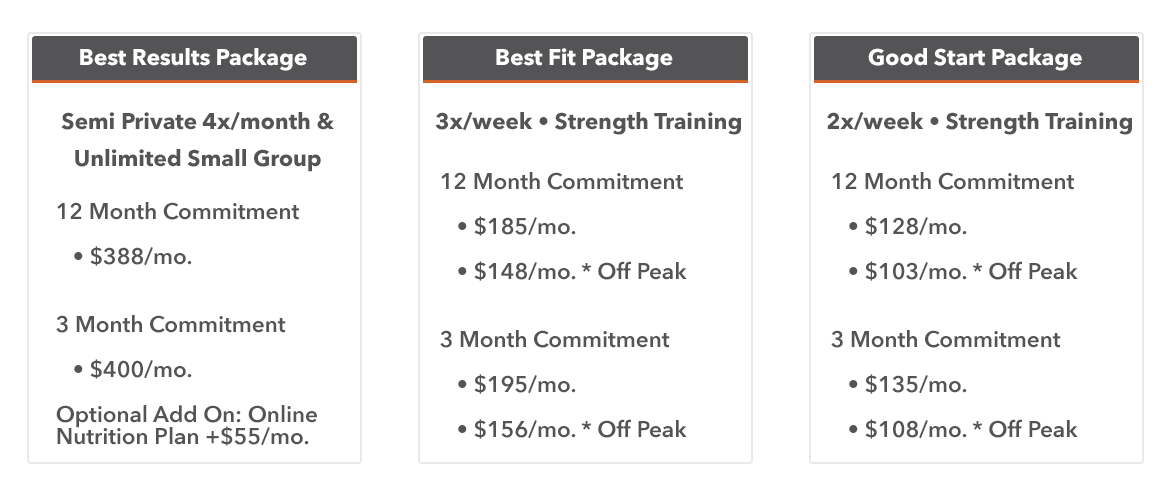 Best Results Package
Semi Private 4x/month &
Unlimited Small Group
12 Month Commitment
• $388/mo.
3 Month Commitment
• $400/mo.
Optional Add On: Online
Nutrition Plan +$55/mo.
Best Fit Package
3x/week • Strength Training
12 Month Commitment
• $185/mo.
• $148/mo. * Off Peak
3 Month Commitment
• $195/mo.
• $156/mo. * Off Peak
Good Start Package
2x/week • Strength Training
12 Month Commitment
• $128/mo.
• $103/mo. * Off Peak
3 Month Commitment
• $135/mo.
• $108/mo. * Off Peak